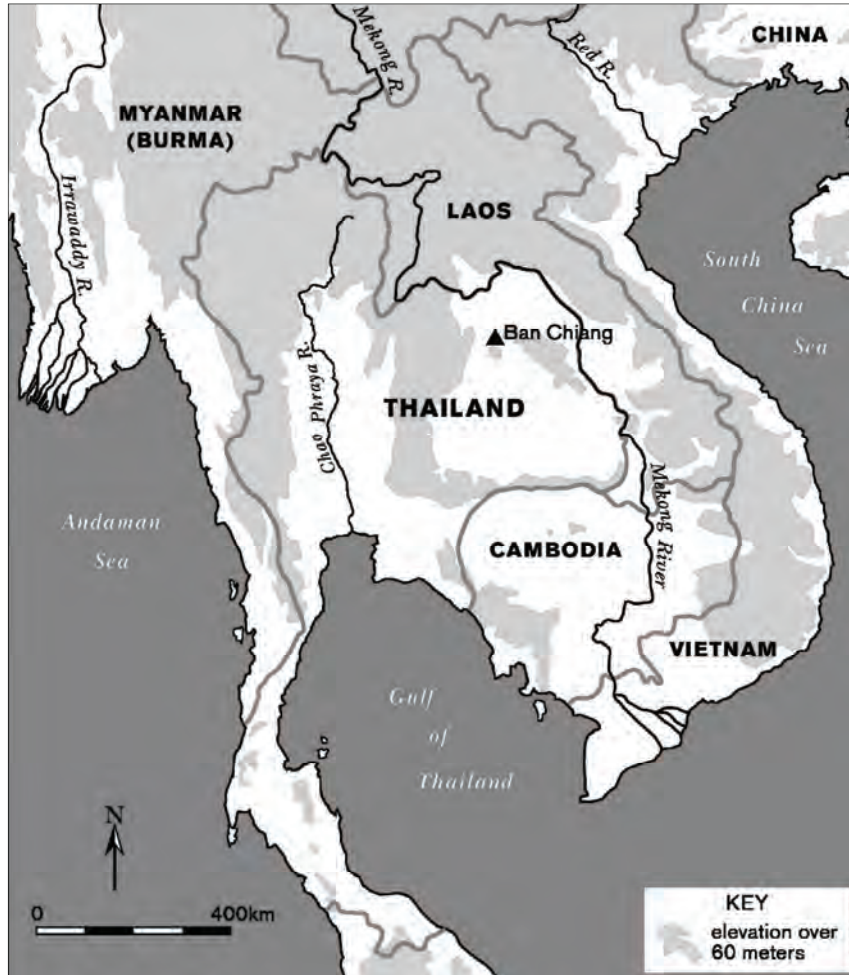 Mekong R.
Red R.
CHINA
MYANMAR
(BURMA)
Irrawaddy R.
LAOS
South
China
Sea
Ban Chiang
Chao Phraya R.
THAILAND
Mekong River
Andaman
Sea
CAMBODIA
VIETNAM
Gulf
of
Thailand
N
0 400km
KEY
elevation over
60 meters